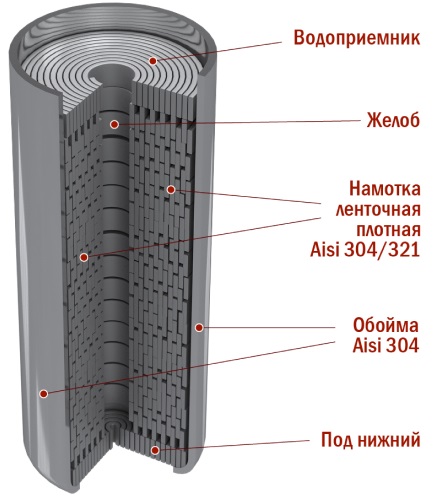 Водоприемник
Желоб
Намотка
ленточная
плотная
Aisi 304/321
Обойма
Aisi 304
Под нижний